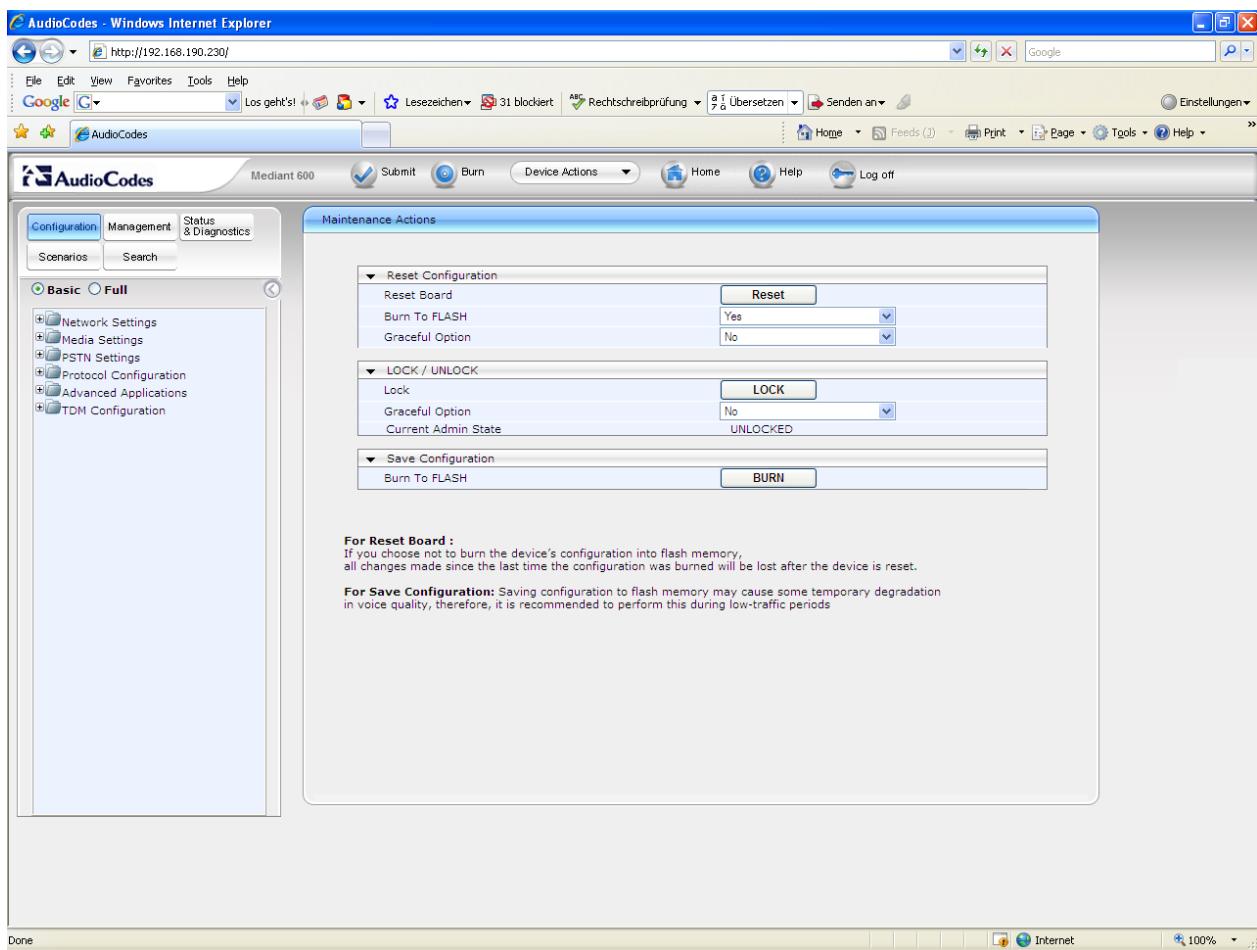 AudioCodes - Windows Internet Explorer
http://192.168.190.230/
Google
File Edit View Favorites Tools Help
Google G Los geht's! Lesezeichen 31 blockiert ABC Rechtschreibprüfung Übersetzen Senden an Einstellungen
AudioCodes Home Feeds (J) Print Page Tools Help »
AudioCodes Mediant 600 Submit Burn Device Actions Home Help Log off
Configuration Management Status & Diagnostics
Scenarios Search
Basic Full
Network Settings
Media Settings
PSTN Settings
Protocol Configuration
Advanced Applications
TDM Configuration
Maintenance Actions
Reset Configuration
Reset Board Reset
Burn To FLASH Yes
Graceful Option No
LOCK / UNLOCK
Lock LOCK
Graceful Option No
Current Admin State UNLOCKED
Save Configuration
Burn To FLASH BURN
For Reset Board :
If you choose not to burn the device's configuration into flash memory,
all changes made since the last time the configuration was burned will be lost after the device is reset.
For Save Configuration: Saving configuration to flash memory may cause some temporary degradation
in voice quality, therefore, it is recommended to perform this during low-traffic periods
Done Internet 100%